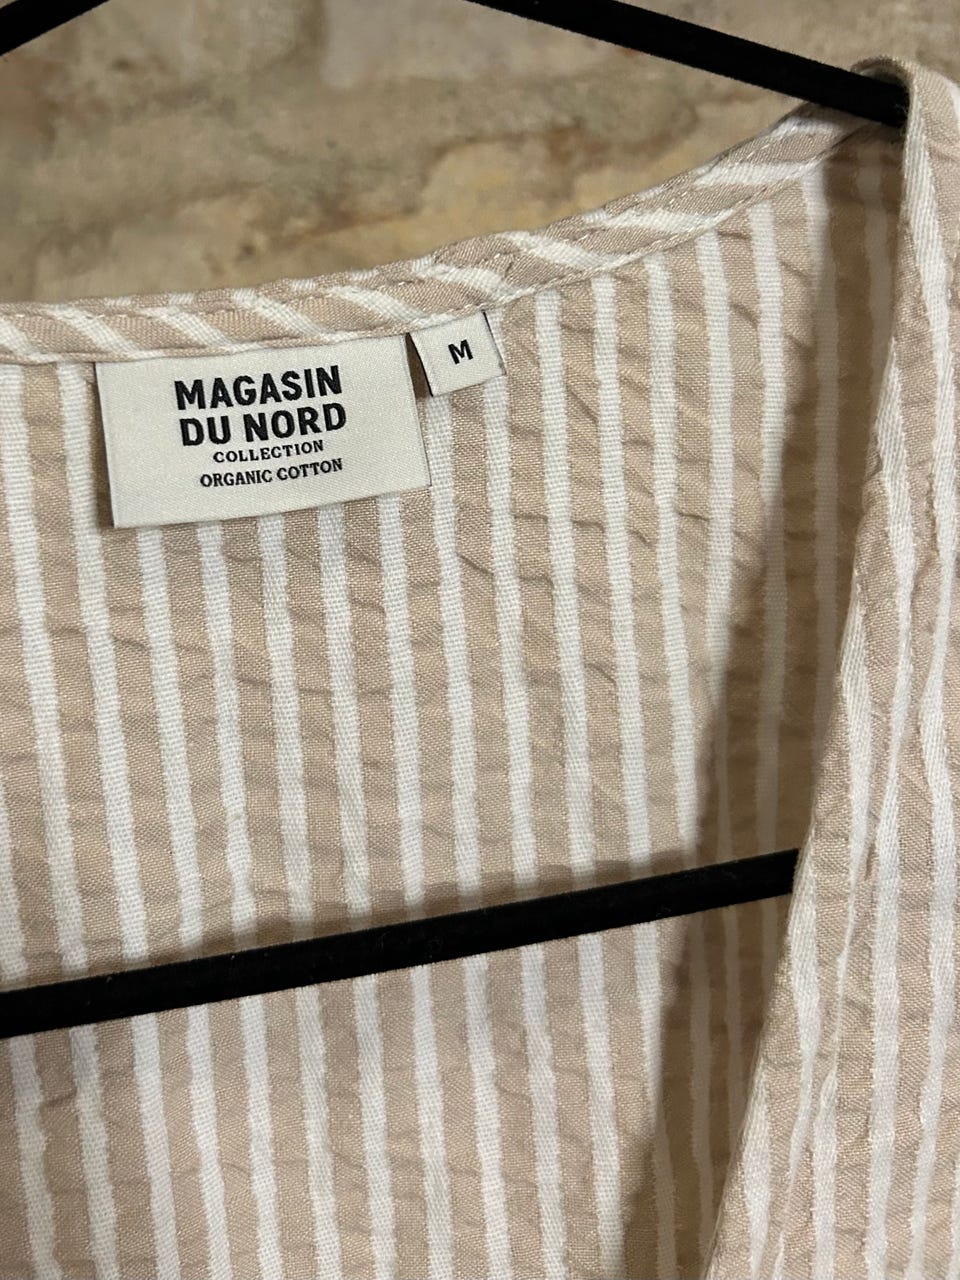 MAGASIN
DU NORD
COLLECTION
ORGANIC COTTON
M